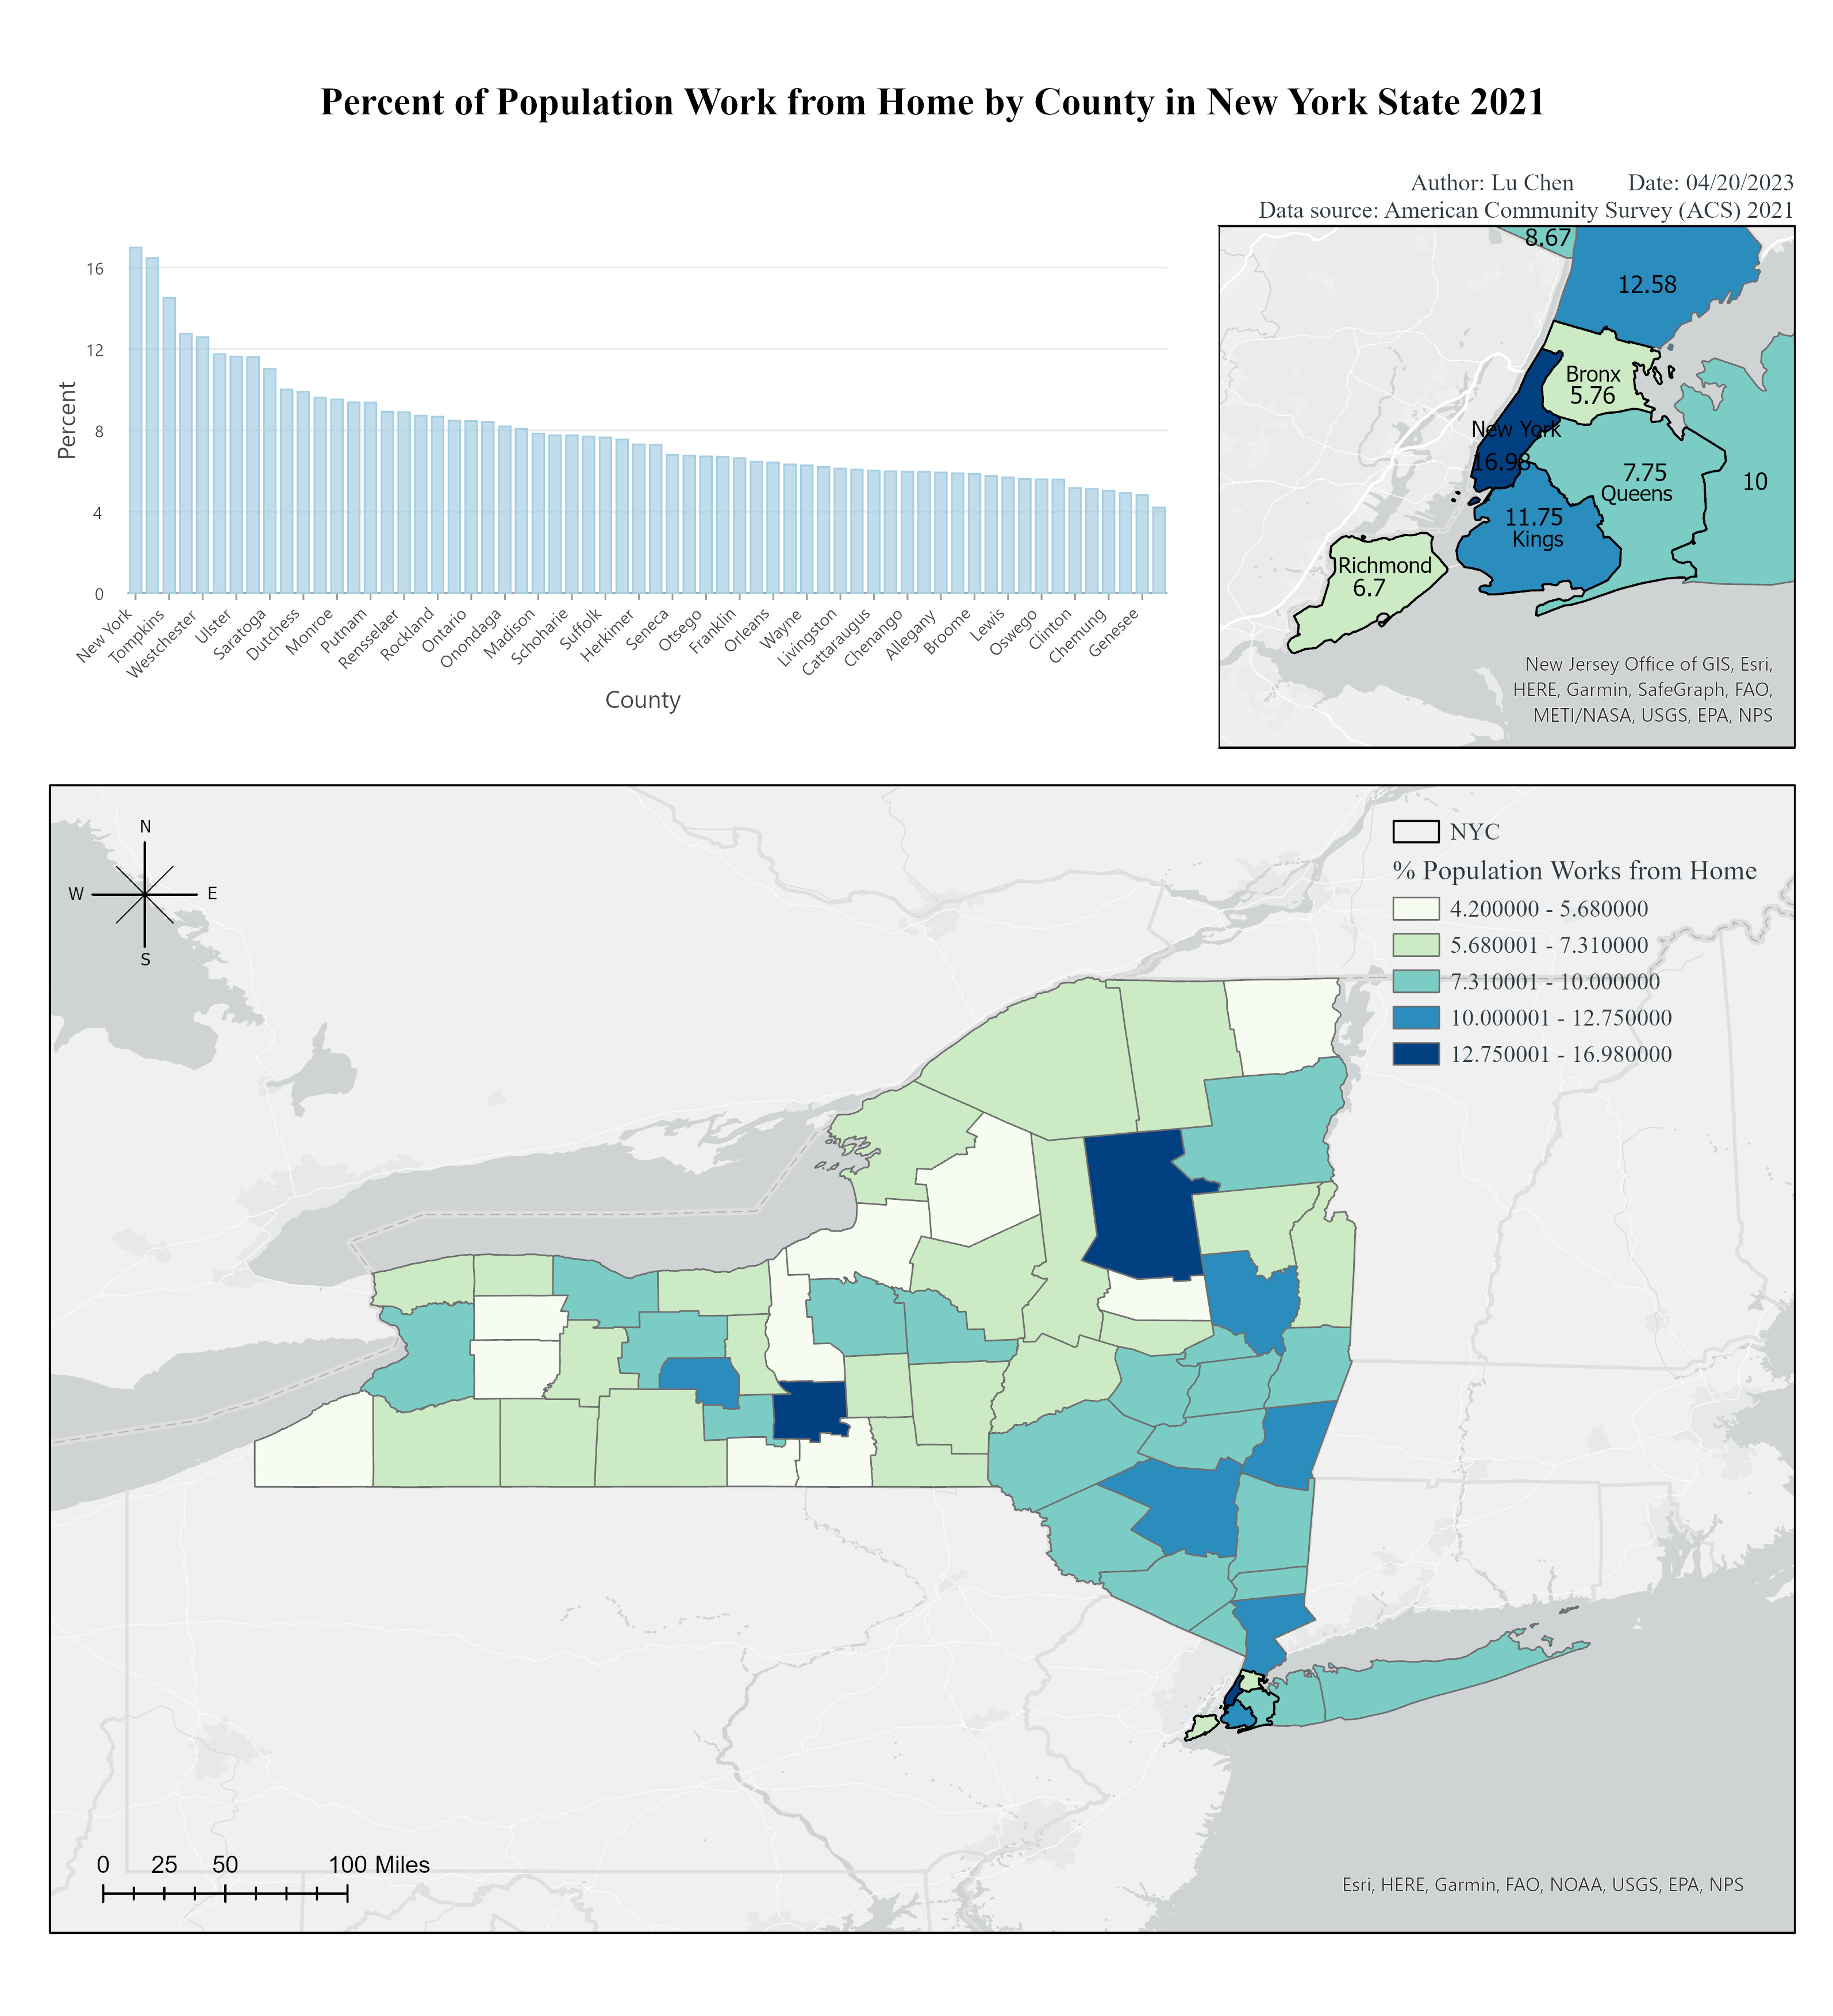 Percent of Population Work from Home by County in New York State 2021
Author: Lu Chen Date: 04/20/2023
Data source: American Community Survey (ACS) 2021
Percent
16
12
8
4
0
New York
Tompkins
Westchester
Ulster
Saratoga
Dutchess
Monroe
Putnam
Rensselaer
Rockland
Ontario
Onondaga
Madison
Schoharie
Suffolk
Herkimer
Seneca
Otsego
Franklin
Orleans
Wayne
Livingston
Cattaraugus
Chenango
Allegany
Broome
Lewis
Oswego
Clinton
Chemung
Genesee
County
8.67
12.58
Bronx
5.76
New York
16.98
7.75
Queens
10
11.75
Kings
Richmond
6.7
New Jersey Office of GIS, Esri,
HERE, Garmin, SafeGraph, FAO,
METI/NASA, USGS, EPA, NPS
N
W E
S
NYC
% Population Works from Home
4.200000 - 5.680000
5.680001 - 7.310000
7.310001 - 10.000000
10.000001 - 12.750000
12.750001 - 16.980000
0 25 50 100 Miles
Esri, HERE, Garmin, FAO, NOAA, USGS, EPA, NPS